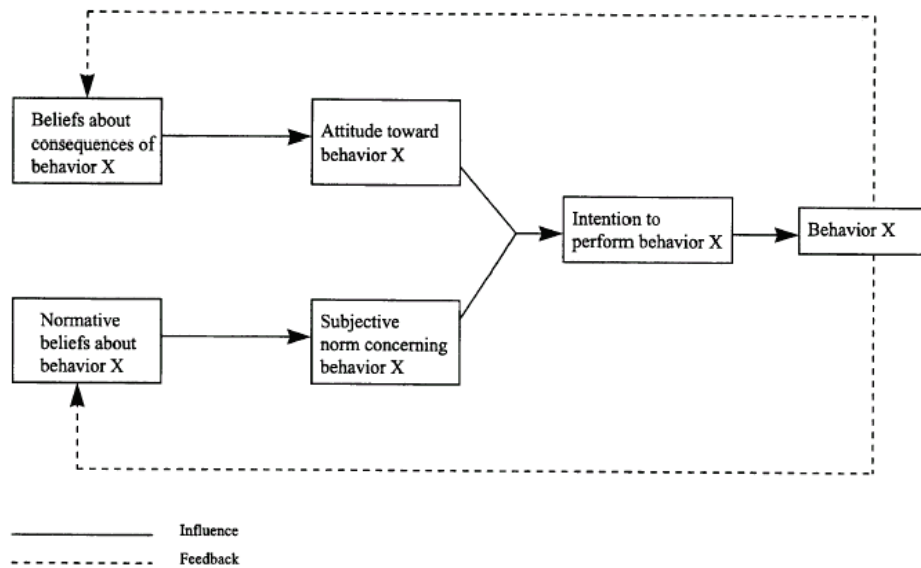 Beliefs about
consequences of
behavior X
Attitude toward
behavior X
Intention to
perform behavior X
Behavior X
Normative
beliefs about
behavior X
Subjective
norm concerning
behavior X
Influence
Feedback